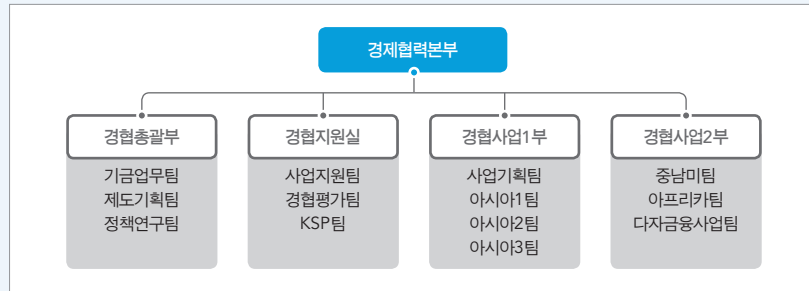 경제협력본부
경협총괄부
기금업무팀
제도기획팀
정책연구팀
경협지원실
사업지원팀
경협평가팀
KSP팀
경협사업1부
사업기획팀
아시아1팀
아시아2팀
아시아3팀
경협사업2부
중남미팀
아프리카팀
다자금융사업팀